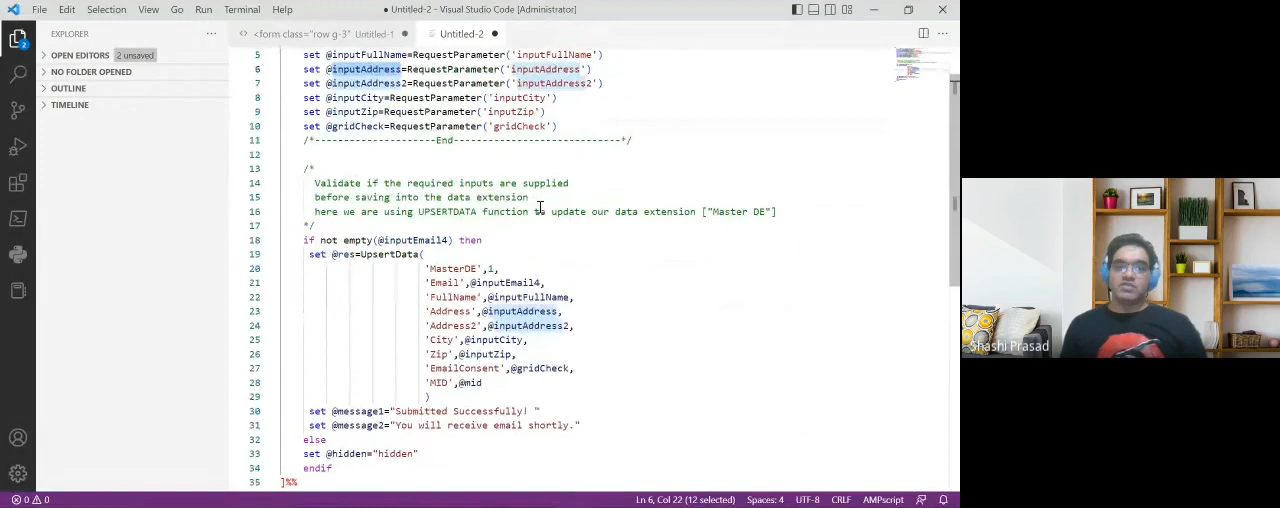 File Edit Selection View Go Run Terminal Help
● Untitled-2 - Visual Studio Code [Administrator]
EXPLORER
<form class="row g-3" Untitled-1 ●
Untitled-2 ●
OPEN EDITORS 2 unsaved
NO FOLDER OPENED
OUTLINE
TIMELINE
2
5 set @inputFullName=RequestParameter('inputFullName')
6 set @inputAddress=RequestParameter('inputAddress')
7 set @inputAddress2=RequestParameter('inputAddress2')
8 set @inputCity=RequestParameter('inputCity')
9 set @inputZip=RequestParameter('inputZip')
10 set @gridCheck=RequestParameter('gridCheck')
11 /*---------------------End-----------------------------*/
12
13 /*
14 Validate if the required inputs are supplied
15 before saving into the data extension
16 here we are using UPSERTDATA function to update our data extension ["Master DE"]
17 */
18 if not empty(@inputEmail4) then
19 set @res=UpsertData(
20 'MasterDE',1,
21 'Email',@inputEmail4,
22 'FullName',@inputFullName,
23 'Address',@inputAddress,
24 'Address2',@inputAddress2,
25 'City',@inputCity,
26 'Zip',@inputZip,
27 'EmailConsent',@gridCheck,
28 'MID',@mid
29 )
30 set @message1="Submitted Successfully! "
31 set @message2="You will receive email shortly."
32 else
33 set @hidden="hidden"
34 endif
35 ]%%
Shashi Prasad
0 0 Ln 6, Col 22 (12 selected) Spaces: 4 UTF-8 CRLF AMPscript